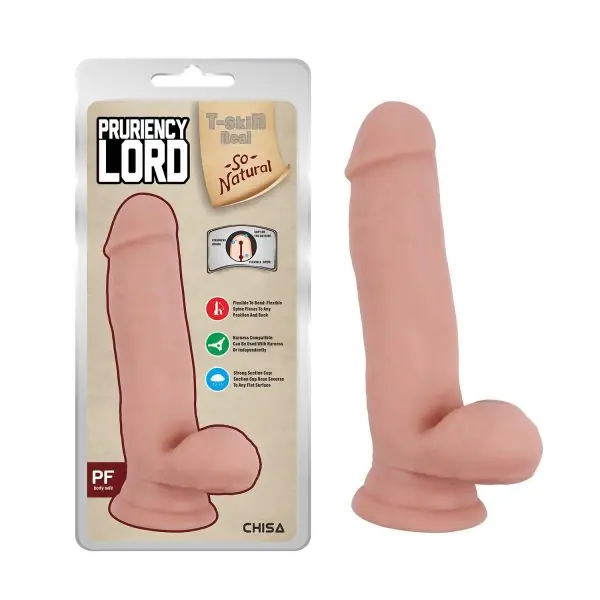 PRURIENCY
LORD
T-skin
Real
-So-
Natural
Flexible To Bend: Flexible
Spine Flexes To Any
Position And Back
Harness Compatible:
Can Be Used With Harness
Or Independently
Strong Suction Cup:
Suction Cup Base Secures
To Any Flat Surface
PF
body safe
CHISA